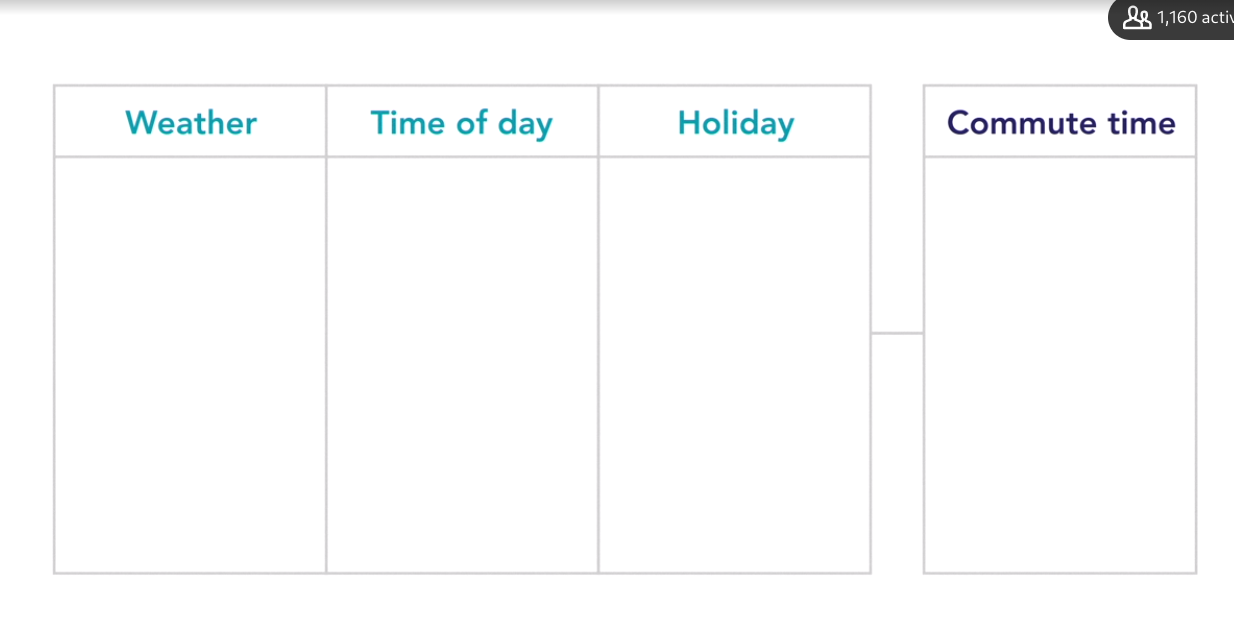 1,160
Weather
Time of day
Holiday
Commute time